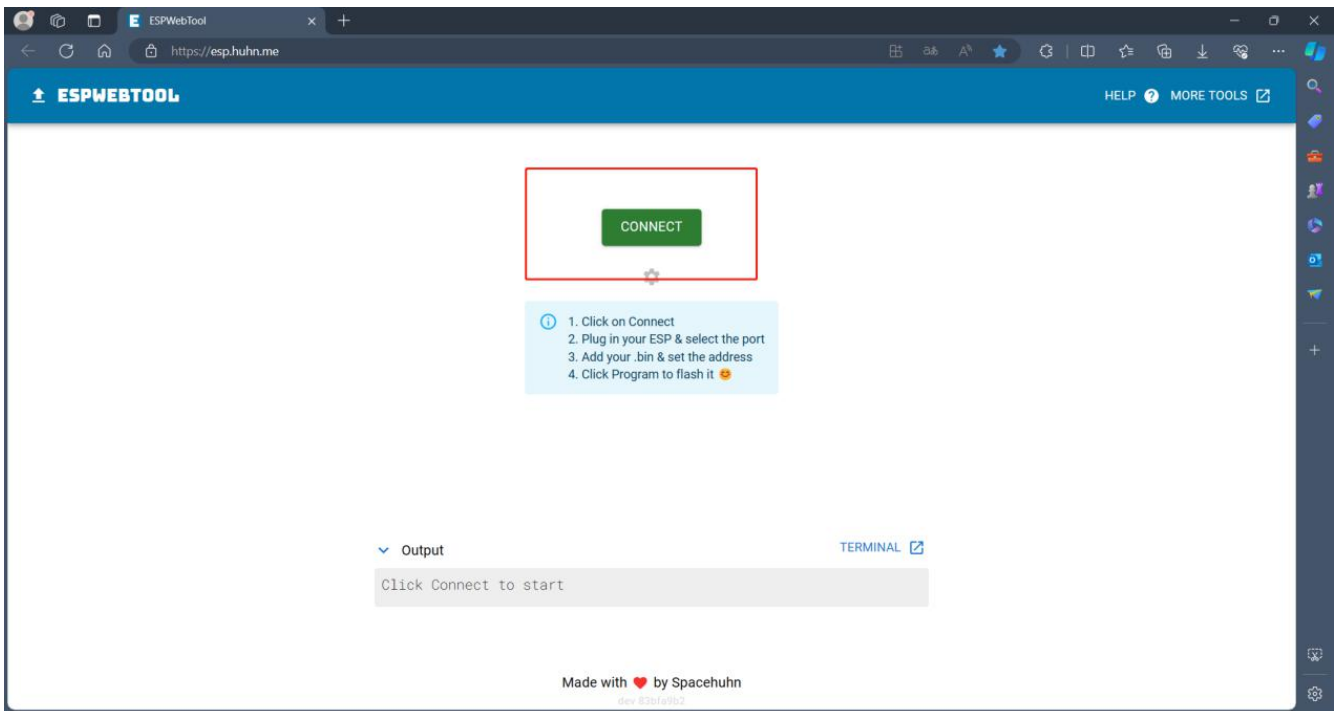 ESPWebTool
https://esp.huhn.me
ESPWEBTOOL
HELP ? MORE TOOLS
CONNECT
1. Click on Connect
2. Plug in your ESP & select the port
3. Add your .bin & set the address
4. Click Program to flash it 😊
Output
TERMINAL
Click Connect to start
Made with ❤ by Spacehuhn